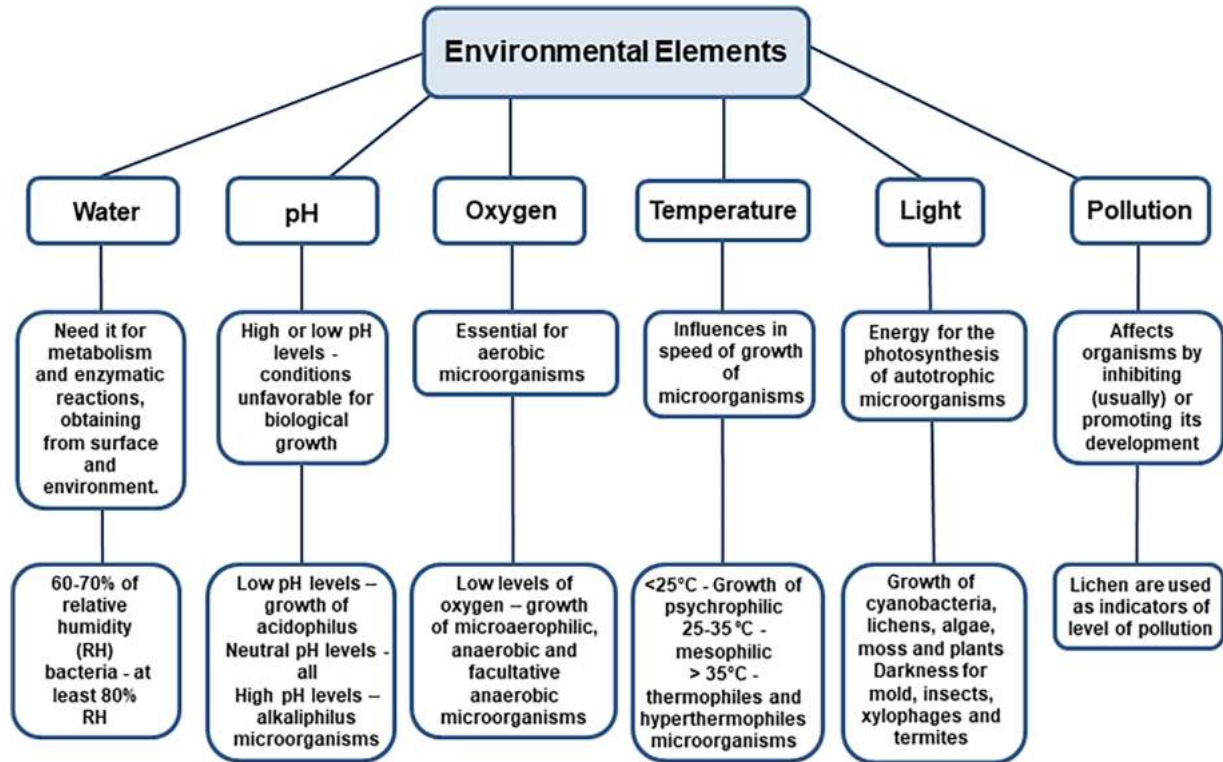 Environmental Elements
Water
pH
Oxygen
Temperature
Light
Pollution
Need it for
metabolism
and enzymatic
reactions,
obtaining
from surface
and
environment.
High or low pH
levels -
conditions
unfavorable for
biological
growth
Essential for
aerobic
microorganisms
Influences in
speed of growth
of
microorganisms
Energy for the
photosynthesis
of autotrophic
microorganisms
Affects
organisms by
inhibiting
(usually) or
promoting its
development
60-70% of
relative
humidity
(RH)
bacteria - at
least 80%
RH
Low pH levels –
growth of
acidophilus
Neutral pH levels -
all
High pH levels –
alkaliphilus
microorganisms
Low levels of
oxygen – growth
of microaerophilic,
anaerobic and
facultative
anaerobic
microorganisms
<25°C - Growth of
psychrophilic
25-35°C -
mesophilic
> 35°C -
thermophiles and
hyperthermophiles
microorganisms
Growth of
cyanobacteria,
lichens, algae,
moss and plants
Darkness for
mold, insects,
xylophages and
termites
Lichen are used
as indicators of
level of pollution